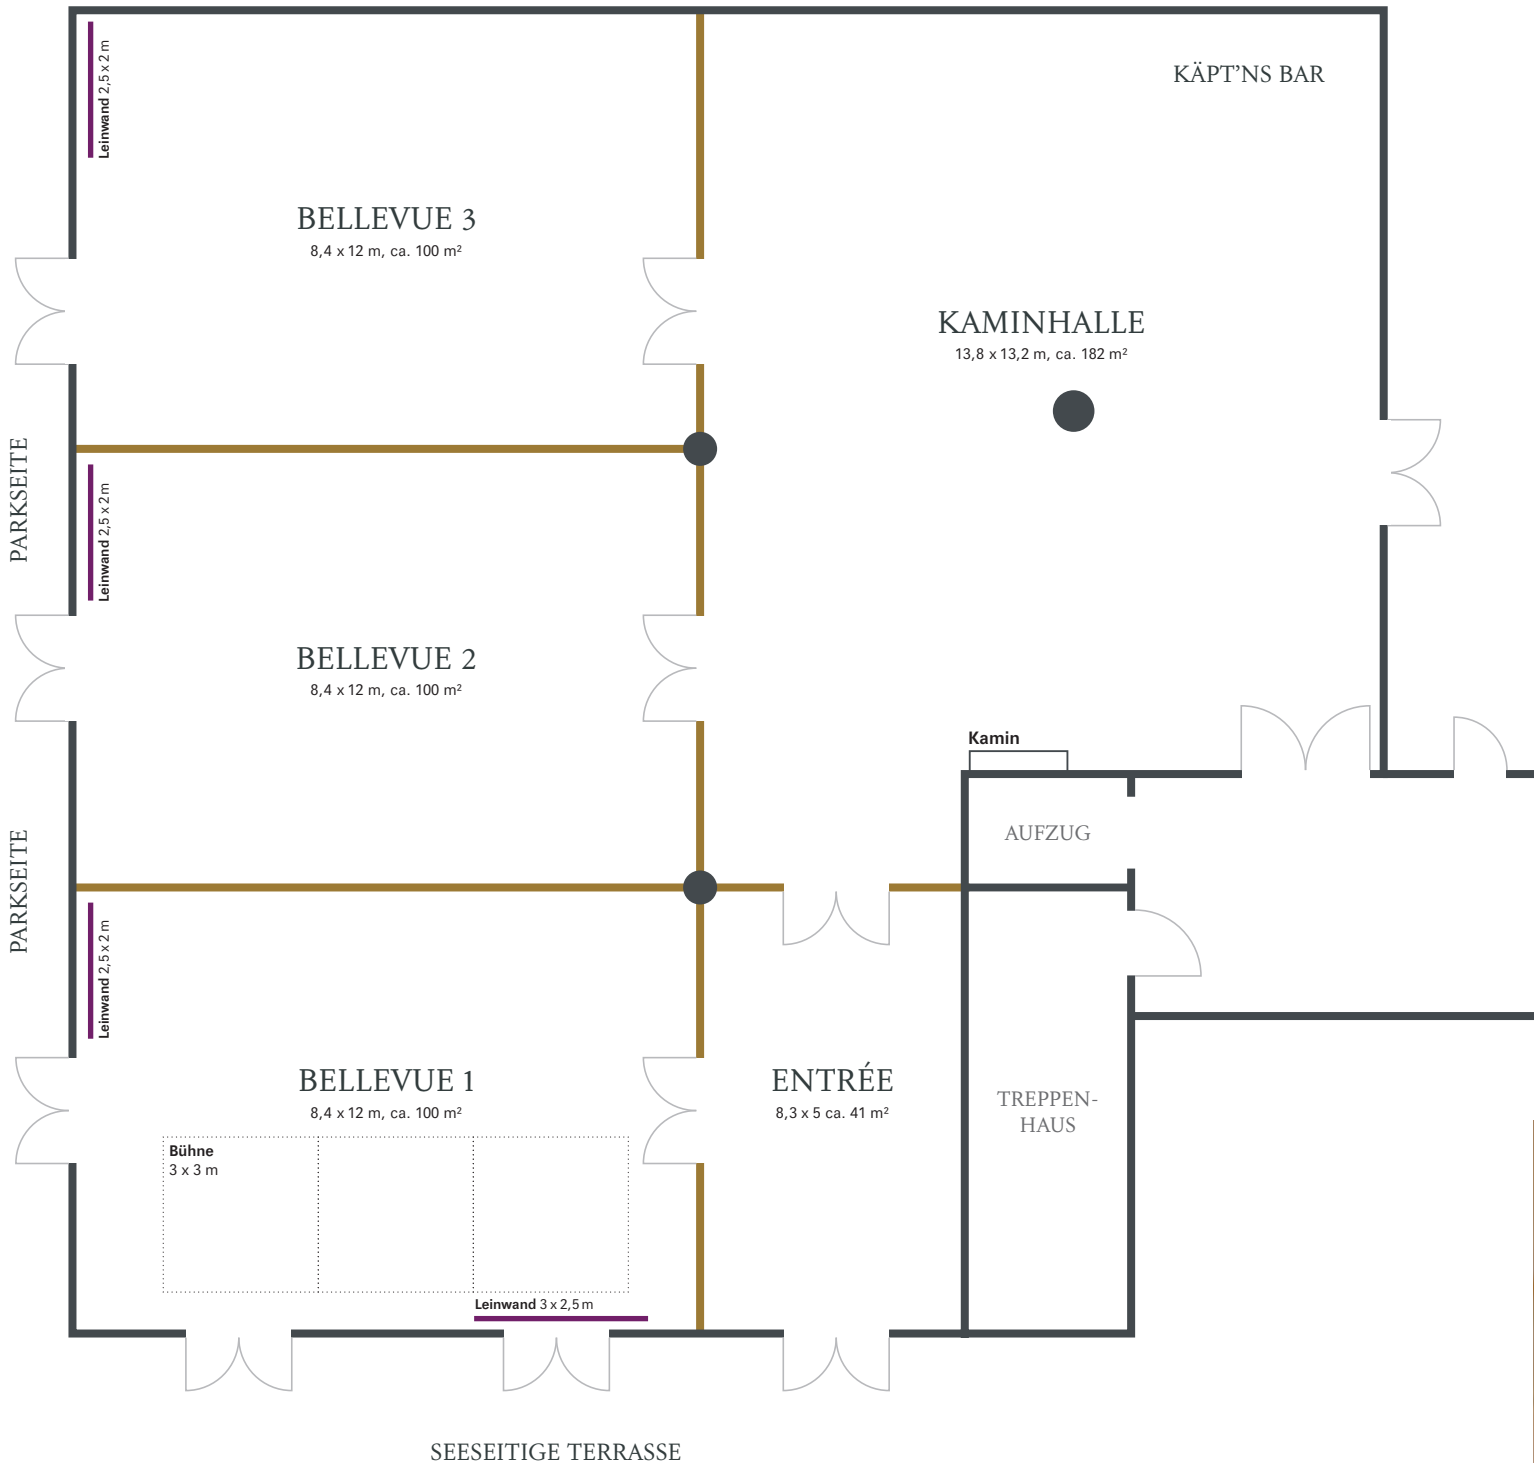 Leinwand 2,5 x 2 m
KÄPT’NS BAR
BELLEVUE 3
8,4 x 12 m, ca. 100 m²
KAMINHALLE
13,8 x 13,2 m, ca. 182 m²
PARKSEITE
Leinwand 2,5 x 2 m
BELLEVUE 2
8,4 x 12 m, ca. 100 m²
Kamin
AUFZUG
PARKSEITE
Leinwand 2,5 x 2 m
BELLEVUE 1
8,4 x 12 m, ca. 100 m²
ENTRÉE
8,3 x 5 ca. 41 m²
TREPPEN-
HAUS
Bühne
3 x 3 m
Leinwand 3 x 2,5 m
SEESEITIGE TERRASSE